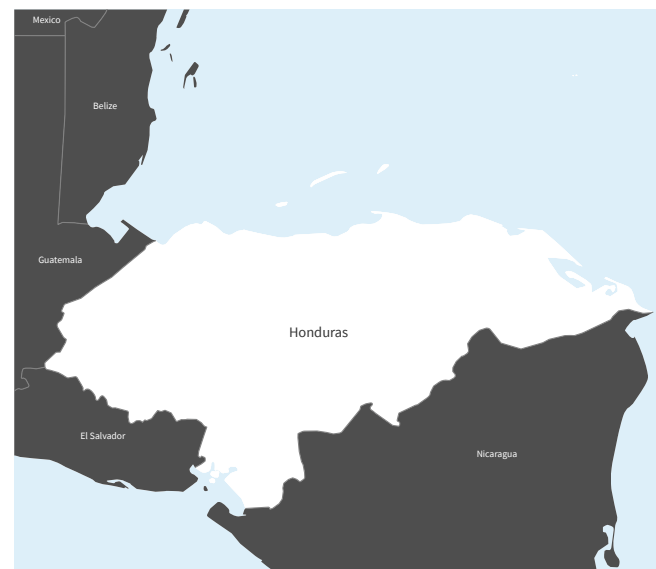 Mexico
Belize
Guatemala
Honduras
El Salvador
Nicaragua